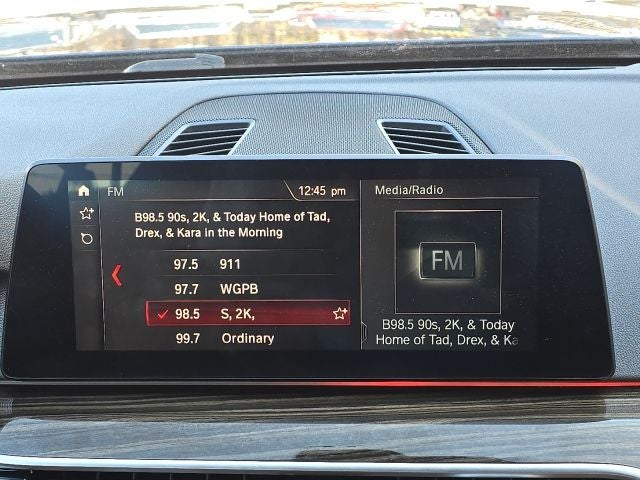 FM
12:45 pm
Media/Radio
B98.5 90s, 2K, & Today Home of Tad,
Drex, & Kara in the Morning
97.5 911
97.7 WGPB
98.5 S, 2K,
99.7 Ordinary
FM
B98.5 90s, 2K, & Today
Home of Tad, Drex, & Ka